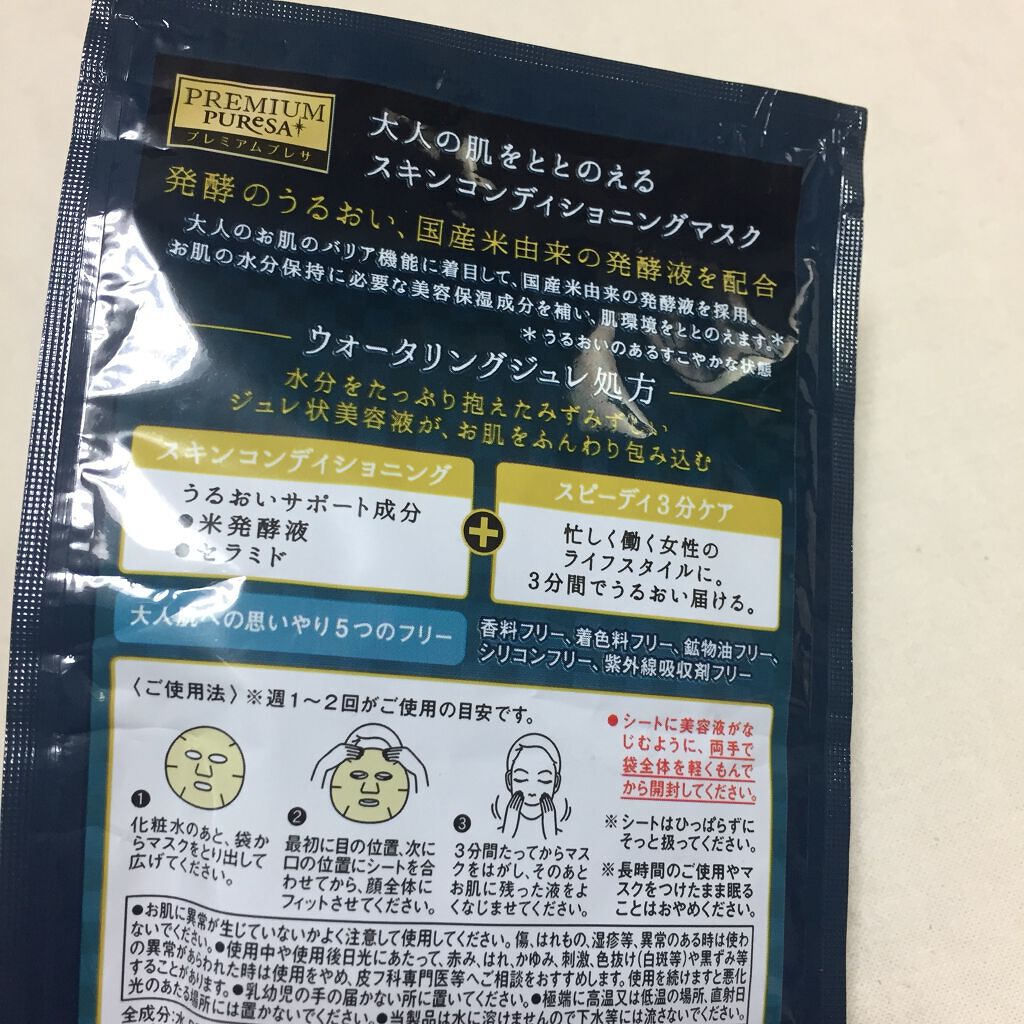 PREMIUM
PUReSA
プレミアムプレサ
大人の肌をととのえる
スキンコンディショニングマスク
発酵のうるおい、国産米由来の発酵液を配合
大人のお肌のバリア機能に着目して、国産米由来の発酵液を採用。
お肌の水分保持に必要な美容保湿成分を補い、肌環境をととのえます。*
*うるおいのあるすこやかな状態
ウォータリングジュレ処方
水分をたっぷり抱えたみずみずしい
ジュレ状美容液が、お肌をふんわり包み込む
スキンコンディショニング
うるおいサポート成分
●米発酵液
●セラミド
+
スピーディ3分ケア
忙しく働く女性の
ライフスタイルに。
3分間でうるおい届ける。
大人肌への思いやり5つのフリー
香料フリー、着色料フリー、鉱物油フリー、
シリコンフリー、紫外線吸収剤フリー
〈ご使用法〉※週1~2回がご使用の目安です。
1
化粧水のあと、袋か
らマスクをとり出して
広げてください。
2
最初に目の位置、次に
口の位置にシートを合
わせてから、顔全体に
フィットさせてください。
3
3分間たってからマス
クをはがし、そのあと
お肌に残った液をよ
くなじませてください。
●シートに美容液がな
じむように、両手で
袋全体を軽くもんで
から開封してください。
※シートはひっぱらずに
そっと扱ってください。
※長時間のご使用やマ
スクをつけたまま眠る
ことはおやめください。
●お肌に異常が生じていないかよく注意して使用してください。傷、はれもの、湿疹等、異常のある時は使わ
ないでください。●使用中や使用後日光にあたって、赤み、はれ、かゆみ、刺激、色抜け(白斑等)や黒ずみ等
の異常があらわれた時は使用をやめ、皮フ科専門医等へご相談をおすすめします。使用を続けますと悪化
することがあります。●乳幼児の手の届かない所に置いてください。●極端に高温又は低温の場所、直射日
光のあたる場所には置かないでください。●当製品は水に溶けませんので下水等には流さないでください。
全成分:水